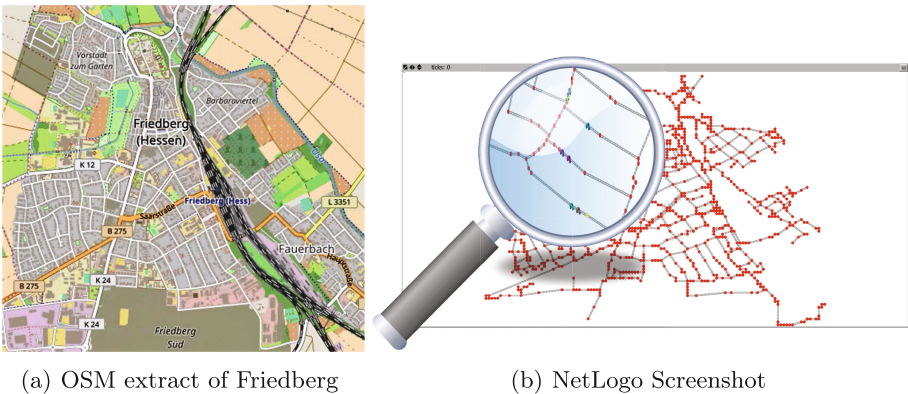 Vorstadt
zum Garten
Barbaraviertel
Friedberg
(Hessen)
K 12
Friedberg (Hess)
L 3351
Saarstraße
B 275
Fauerbach
Hauptstraße
B 275
K 24
K 24
Friedberg
Süd
ticks: 0
(a) OSM extract of Friedberg
(b) NetLogo Screenshot